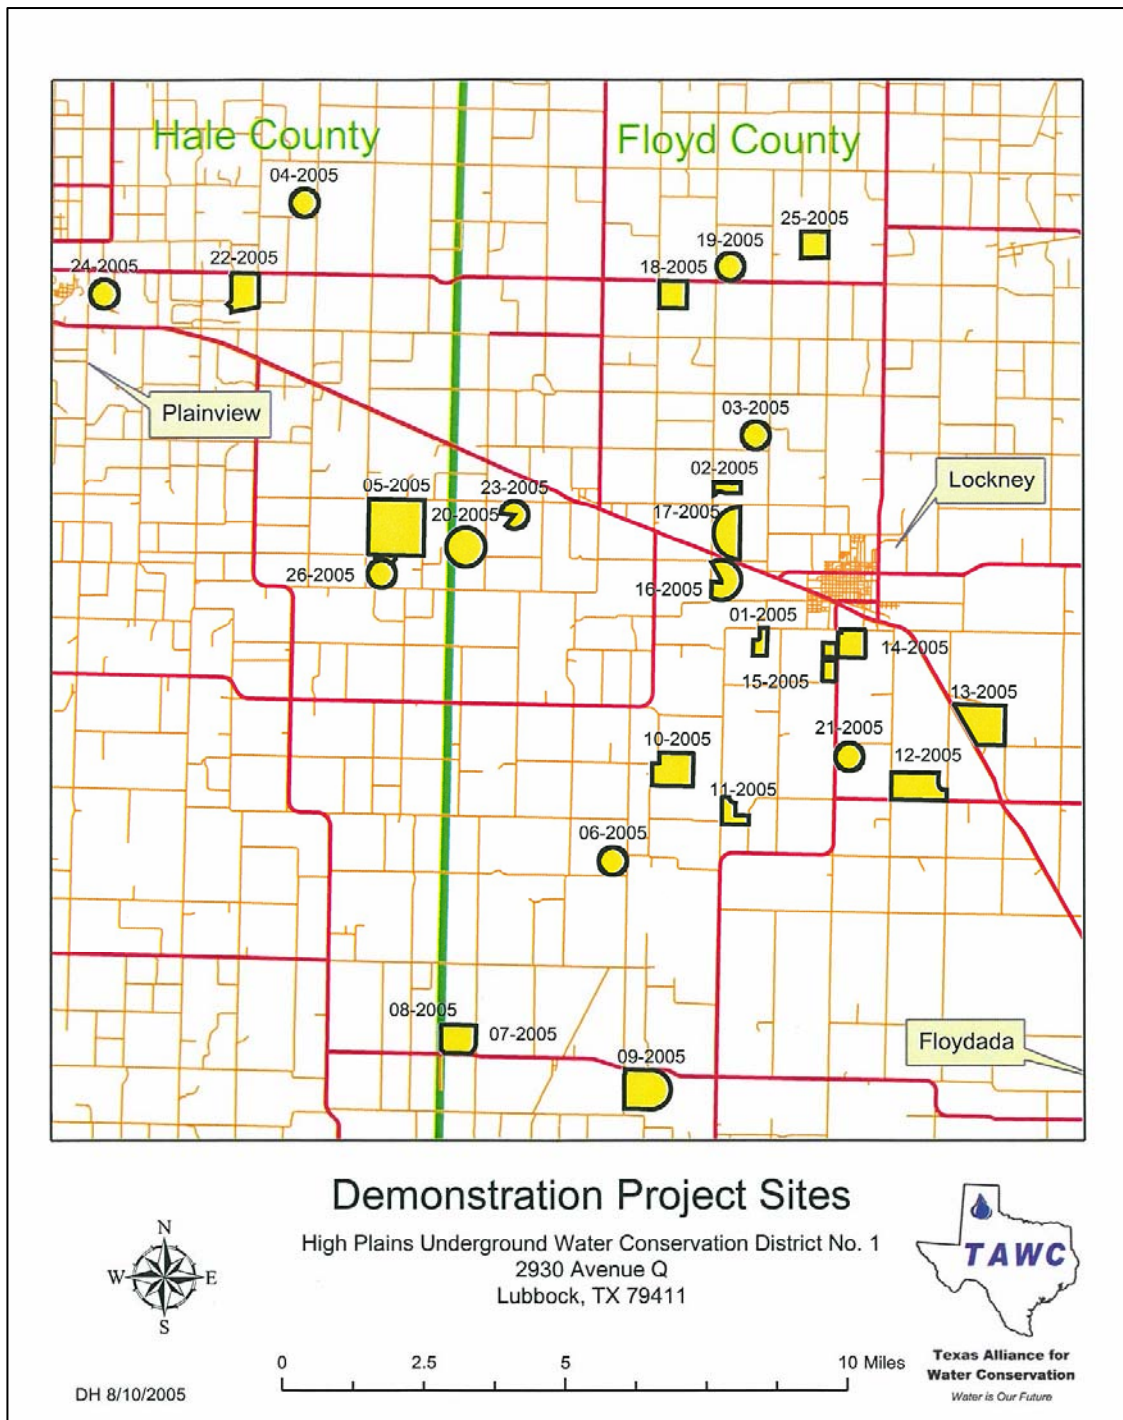 Hale County
Floyd County
04-2005
25-2005
19-2005
22-2005
24-2005
18-2005
Plainview
03-2005
02-2005
Lockney
05-2005
23-2005
20-2005
17-2005
26-2005
16-2005
01-2005
14-2005
15-2005
13-2005
21-2005
10-2005
12-2005
11-2005
06-2005
08-2005
07-2005
09-2005
Floydada
Demonstration Project Sites
High Plains Underground Water Conservation District No. 1
2930 Avenue Q
Lubbock, TX 79411
N
W
E
S
TAWC
Texas Alliance for
Water Conservation
Water is Our Future
0 2.5 5 10 Miles
DH 8/10/2005